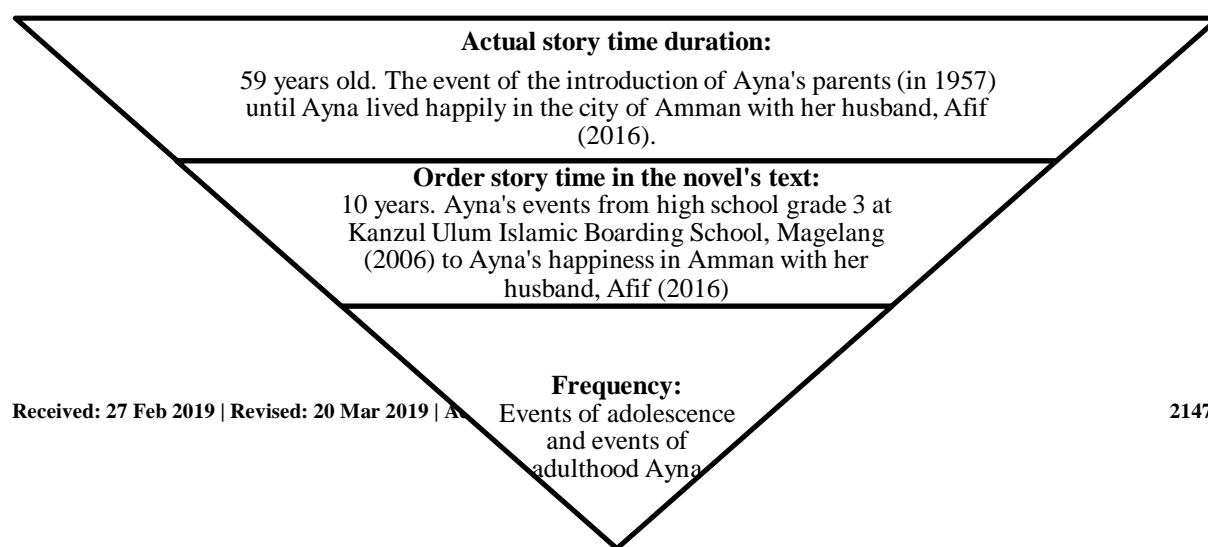 Actual story time duration:
59 years old. The event of the introduction of Ayna's parents (in 1957)
until Ayna lived happily in the city of Amman with her husband, Afif
(2016).
Order story time in the novel's text:
10 years. Ayna's events from high school grade 3 at
Kanzul Ulum Islamic Boarding School, Magelang
(2006) to Ayna's happiness in Amman with her
husband, Afif (2016)
Frequency:
Events of adolescence
and events of
adulthood Ayna
Received: 27 Feb 2019 | Revised: 20 Mar 2019 |
2147